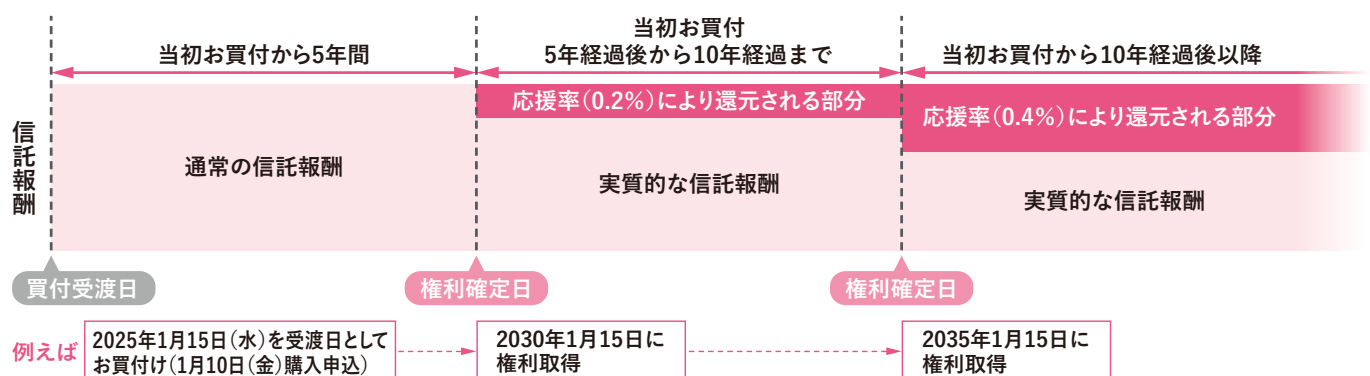 当初お買付から5年間
当初お買付
5年経過後から10年経過まで
当初お買付から10年経過後以降
信託報酬
通常の信託報酬
応援率(0.2%)により還元される部分
実質的な信託報酬
応援率(0.4%)により還元される部分
実質的な信託報酬
買付受渡日
権利確定日
権利確定日
例えば
2025年1月15日(水)を受渡日として
お買付け(1月10日(金)購入申込)
2030年1月15日に
権利取得
2035年1月15日に
権利取得